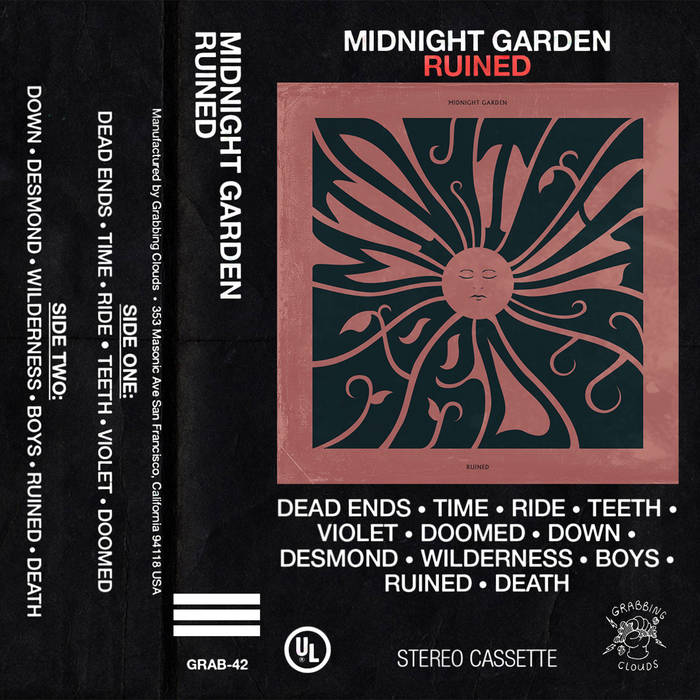 DOWN • DESMOND • WILDERNESS • BOYS • RUINED • DEATH
SIDE TWO:
DEAD ENDS • TIME • RIDE • TEETH • VIOLET • DOOMED
SIDE ONE:
Manufactured by Grabbing Clouds • 353 Masonic Ave San Francisco, California 94118 USA
MIDNIGHT GARDEN
RUINED
GRAB-42
MIDNIGHT GARDEN
RUINED
MIDNIGHT GARDEN
RUINED
DEAD ENDS • TIME • RIDE • TEETH •
VIOLET • DOOMED • DOWN •
DESMOND • WILDERNESS • BOYS •
RUINED • DEATH
UL
STEREO CASSETTE
GRABBING
CLOUDS